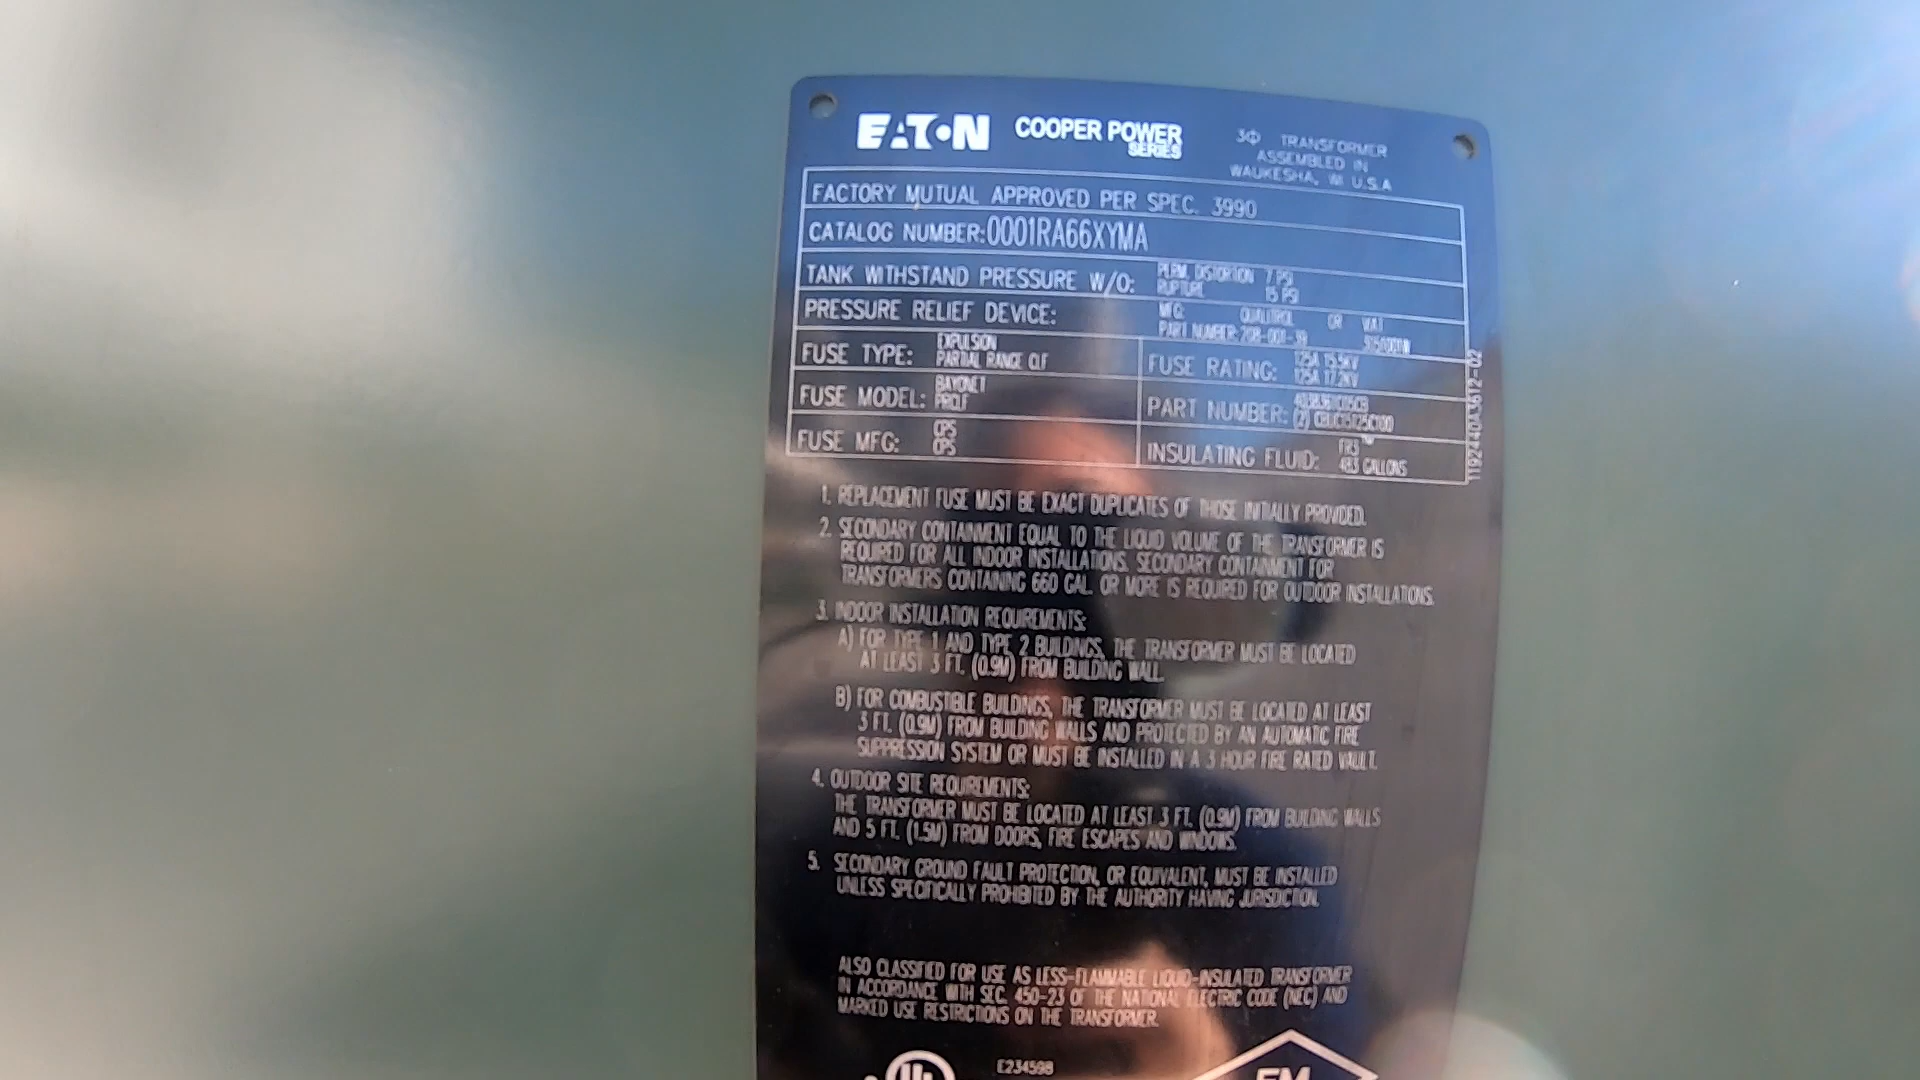 EATON COOPER POWER SERIES
3Φ TRANSFORMER
ASSEMBLED IN
WAUKESHA, WI U.S.A
FACTORY MUTUAL APPROVED PER SPEC. 3990
CATALOG NUMBER: 0001RA66XYMA
TANK WITHSTAND PRESSURE W/O: PERM. DISTORTION 7 PSI
RUPTURE 15 PSI
PRESSURE RELIEF DEVICE: MFG: QUALITROL OR
PART NUMBER: 208-001-39
FUSE TYPE: EXPULSION
PARTIAL RANGE CLF
FUSE RATING: 125A 15.5KV
125A 17.2KV
FUSE MODEL: BAYONET
PRCLF
PART NUMBER:
FUSE MFG: CPS
CPS
INSULATING FLUID: FR3
483 GALLONS
1192440A3612-02
1. REPLACEMENT FUSE MUST BE EXACT DUPLICATES OF THOSE INITIALLY PROVIDED.
2. SECONDARY CONTAINMENT EQUAL TO THE LIQUID VOLUME OF THE TRANSFORMER IS
REQUIRED FOR ALL INDOOR INSTALLATIONS. SECONDARY CONTAINMENT FOR
TRANSFORMERS CONTAINING 660 GAL. OR MORE IS REQUIRED FOR OUTDOOR INSTALLATIONS.
3. INDOOR INSTALLATION REQUIREMENTS:
A) FOR TYPE 1 AND TYPE 2 BUILDINGS, THE TRANSFORMER MUST BE LOCATED
AT LEAST 3 FT. (0.9M) FROM BUILDING WALL.
B) FOR COMBUSTIBLE BUILDINGS, THE TRANSFORMER MUST BE LOCATED AT LEAST
3 FT. (0.9M) FROM BUILDING WALLS AND PROTECTED BY AN AUTOMATIC FIRE
SUPPRESSION SYSTEM OR MUST BE INSTALLED IN A 3 HOUR FIRE RATED VAULT.
4. OUTDOOR SITE REQUIREMENTS:
THE TRANSFORMER MUST BE LOCATED AT LEAST 3 FT. (0.9M) FROM BUILDING WALLS
AND 5 FT. (1.5M) FROM DOORS, FIRE ESCAPES AND WINDOWS.
5. SECONDARY GROUND FAULT PROTECTION, OR EQUIVALENT, MUST BE INSTALLED
UNLESS SPECIFICALLY PROHIBITED BY THE AUTHORITY HAVING JURISDICTION.
ALSO CLASSIFIED FOR USE AS LESS-FLAMMABLE LIQUID-INSULATED TRANSFORMER
IN ACCORDANCE WITH SEC. 450-23 OF THE NATIONAL ELECTRIC CODE (NEC) AND
MARKED USE RESTRICTIONS ON THE TRANSFORMER.
UL
E234598
FM